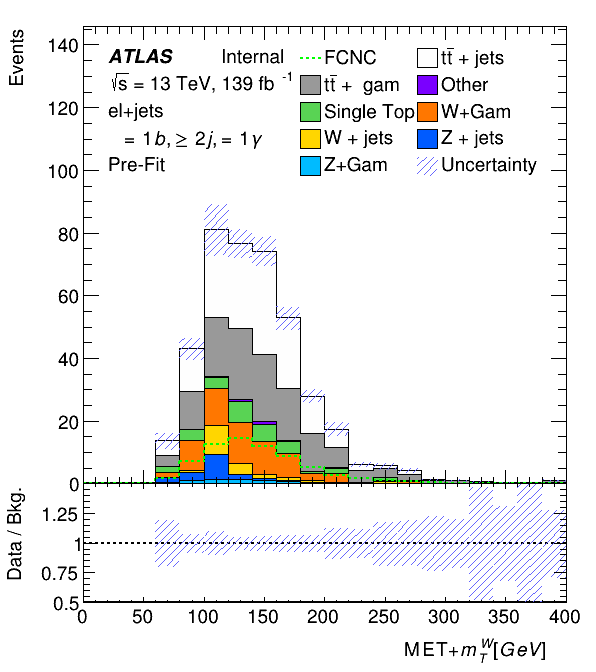 Events
140
120
100
80
60
40
20
0
ATLAS Internal
√s = 13 TeV, 139 fb⁻¹
el+jets
= 1b, ≥ 2j, = 1γ
Pre-Fit
FCNC
tt̄ + jets
tt̄ + gam
Other
Single Top
W+Gam
W + jets
Z + jets
Z+Gam
Uncertainty
Data / Bkg.
1.25
1
0.75
0.5
0 50 100 150 200 250 300 350 400
MET+m_T^W[GeV]